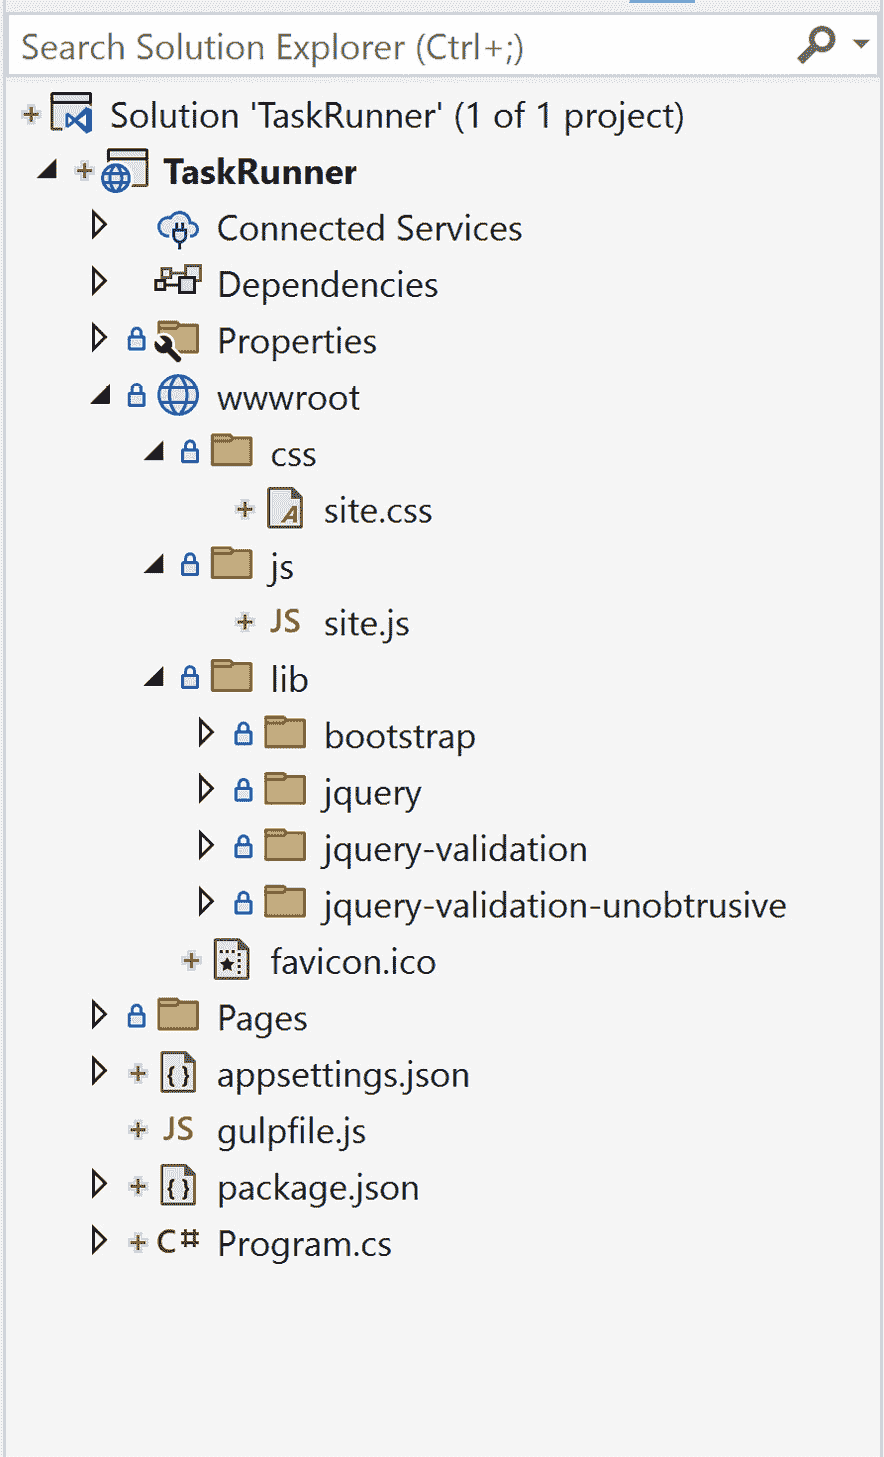 Search Solution Explorer (Ctrl+;)
Solution 'TaskRunner' (1 of 1 project)
TaskRunner
Connected Services
Dependencies
Properties
wwwroot
css
site.css
js
JS site.js
lib
bootstrap
jquery
jquery-validation
jquery-validation-unobtrusive
favicon.ico
Pages
appsettings.json
JS gulpfile.js
package.json
C# Program.cs